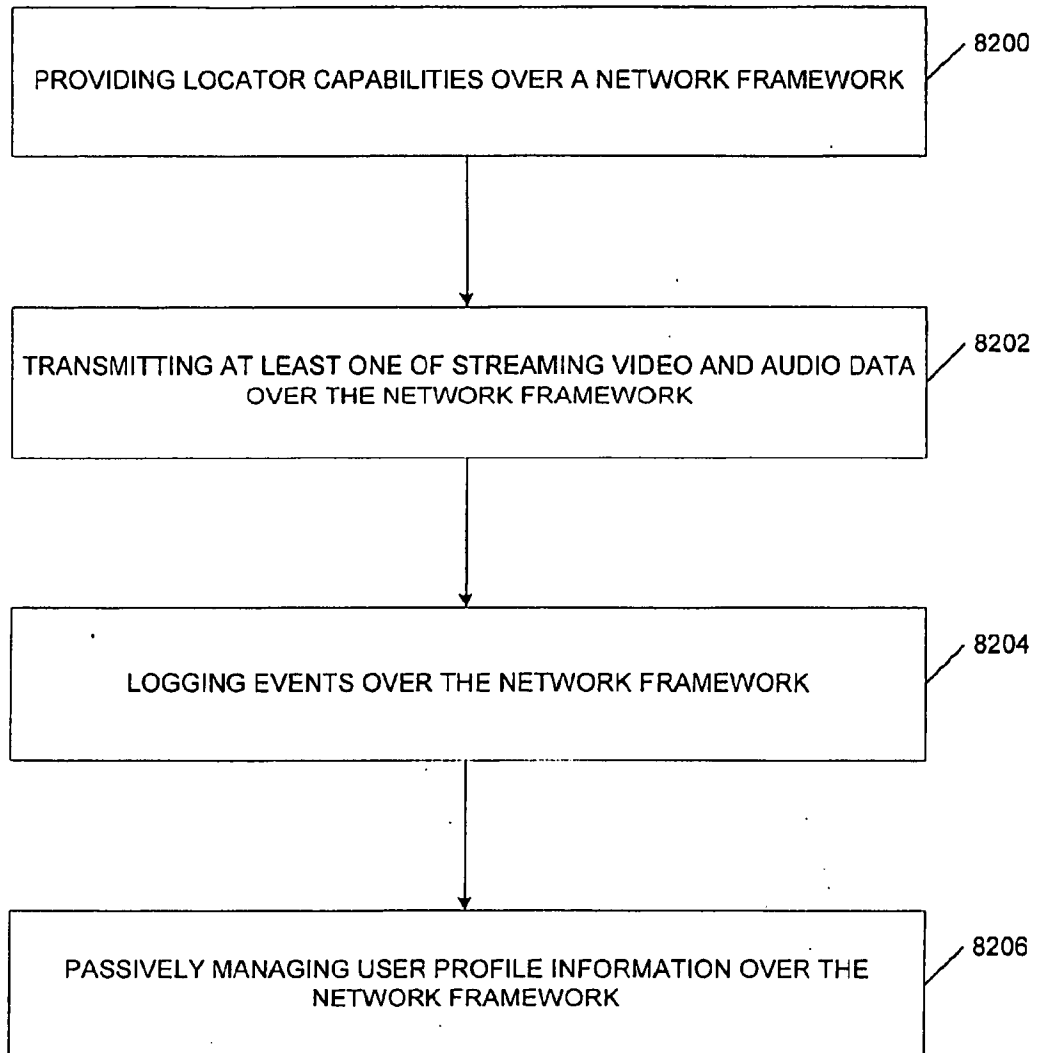 8200
PROVIDING LOCATOR CAPABILITIES OVER A NETWORK FRAMEWORK
8202
TRANSMITTING AT LEAST ONE OF STREAMING VIDEO AND AUDIO DATA
OVER THE NETWORK FRAMEWORK
8204
LOGGING EVENTS OVER THE NETWORK FRAMEWORK
8206
PASSIVELY MANAGING USER PROFILE INFORMATION OVER THE
NETWORK FRAMEWORK